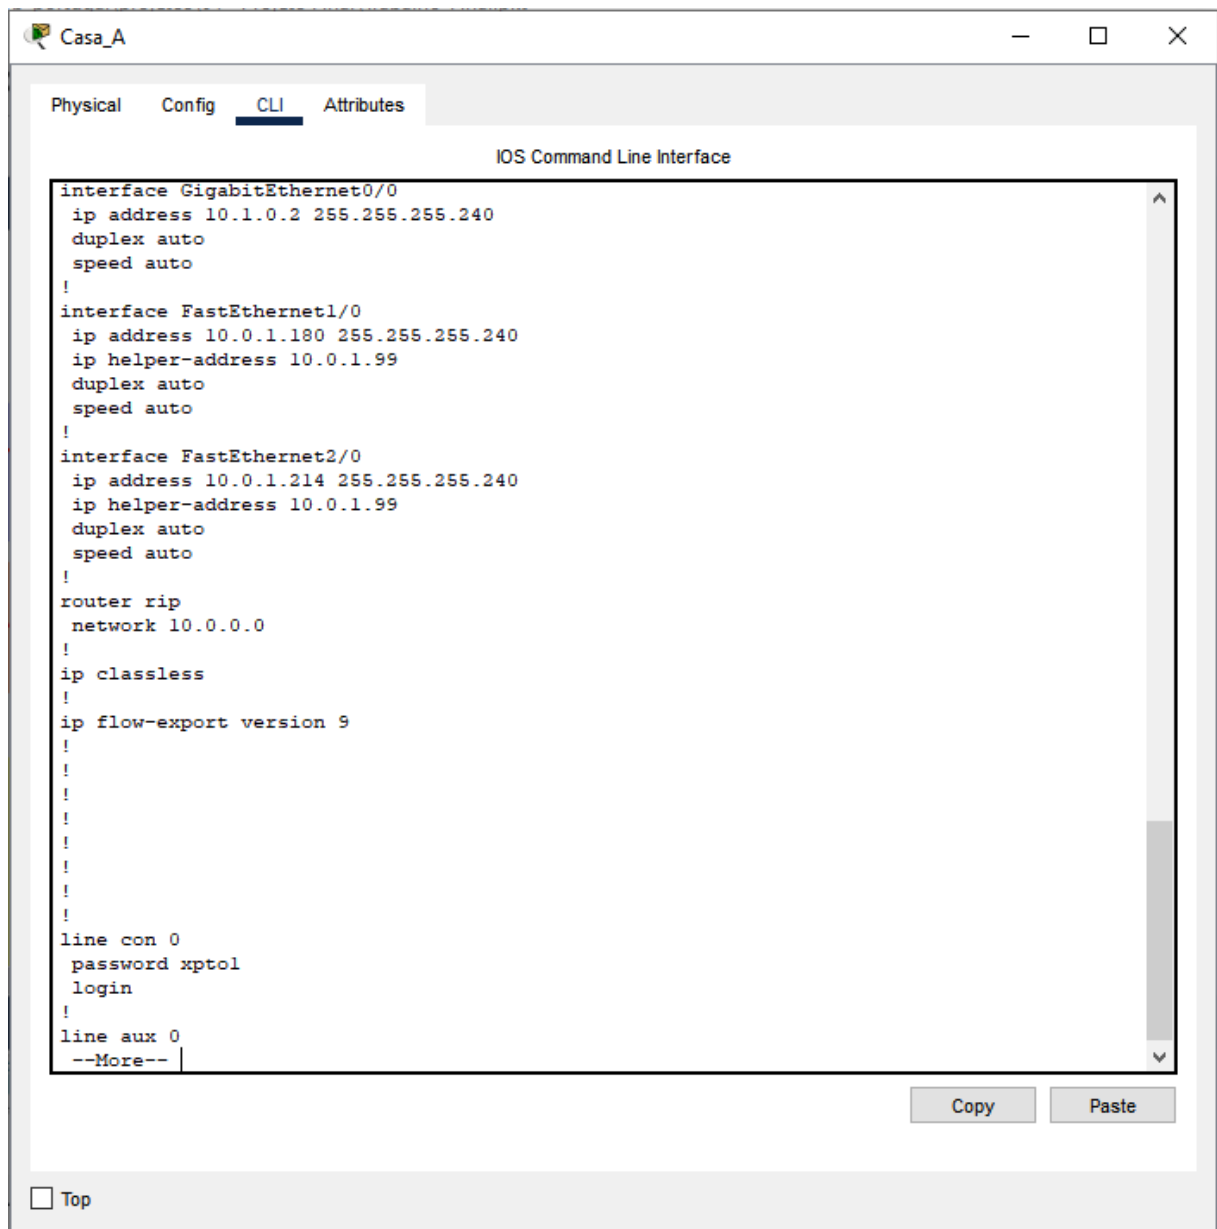 Casa_A
Physical Config CLI Attributes
IOS Command Line Interface
interface GigabitEthernet0/0
ip address 10.1.0.2 255.255.255.240
duplex auto
speed auto
!
interface FastEthernet1/0
ip address 10.0.1.180 255.255.255.240
ip helper-address 10.0.1.99
duplex auto
speed auto
!
interface FastEthernet2/0
ip address 10.0.1.214 255.255.255.240
ip helper-address 10.0.1.99
duplex auto
speed auto
!
router rip
network 10.0.0.0
!
ip classless
!
ip flow-export version 9
!
!
!
!
!
!
!
!
line con 0
password xpto1
login
!
line aux 0
--More--
Copy Paste
Top